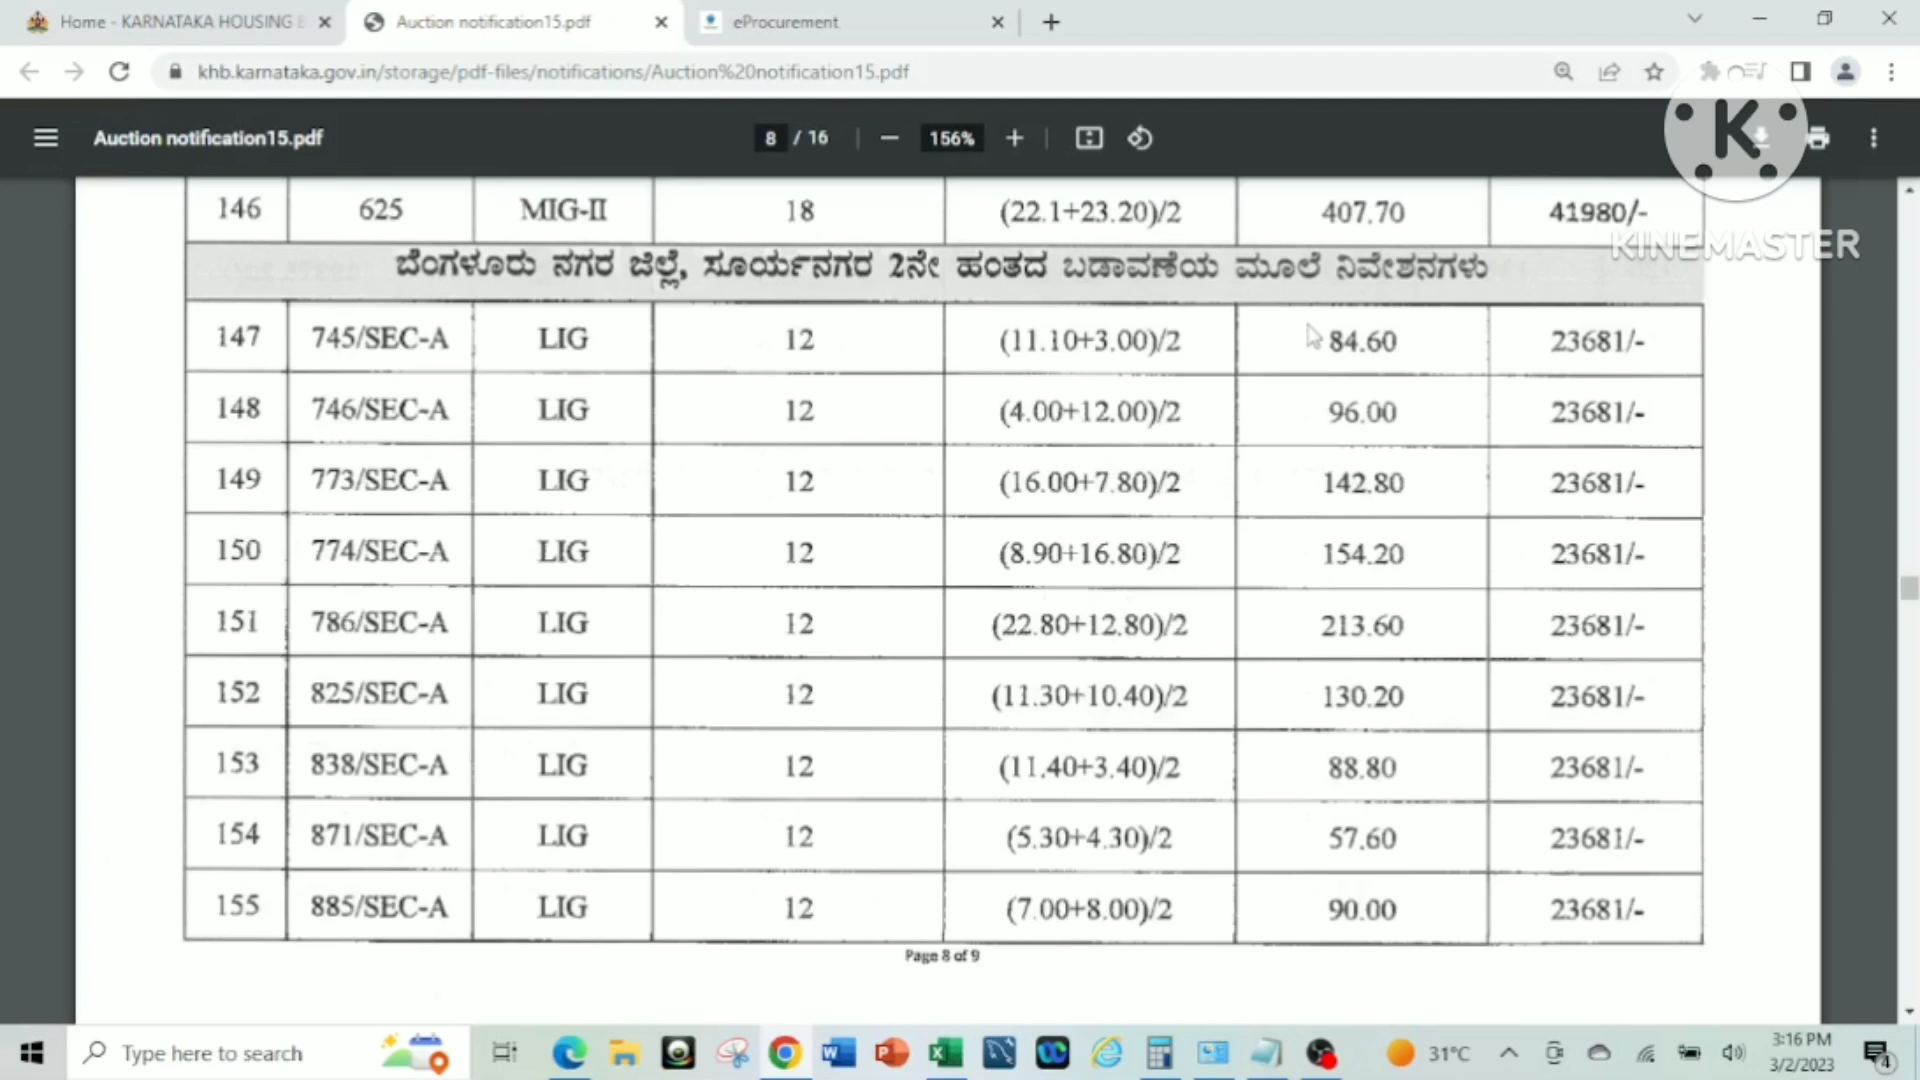 Home - KARNATAKA HOUSING B
Auction notification15.pdf
eProcurement
khb.karnataka.gov.in/storage/pdf-files/notifications/Auction%20notification15.pdf
Auction notification15.pdf 8 / 16 156%
K
KINEMASTER
146 625 MIG-II 18 (22.1+23.20)/2 407.70 41980/-
ಬೆಂಗಳೂರು ನಗರ ಜಿಲ್ಲೆ, ಸೂರ್ಯನಗರ 2ನೇ ಹಂತದ ಬಡಾವಣೆಯ ಮೂಲೆ ನಿವೇಶನಗಳು
147 745/SEC-A LIG 12 (11.10+3.00)/2 84.60 23681/-
148 746/SEC-A LIG 12 (4.00+12.00)/2 96.00 23681/-
149 773/SEC-A LIG 12 (16.00+7.80)/2 142.80 23681/-
150 774/SEC-A LIG 12 (8.90+16.80)/2 154.20 23681/-
151 786/SEC-A LIG 12 (22.80+12.80)/2 213.60 23681/-
152 825/SEC-A LIG 12 (11.30+10.40)/2 130.20 23681/-
153 838/SEC-A LIG 12 (11.40+3.40)/2 88.80 23681/-
154 871/SEC-A LIG 12 (5.30+4.30)/2 57.60 23681/-
155 885/SEC-A LIG 12 (7.00+8.00)/2 90.00 23681/-
Page 8 of 9
Type here to search
31°C
3:16 PM
3/2/2023
4